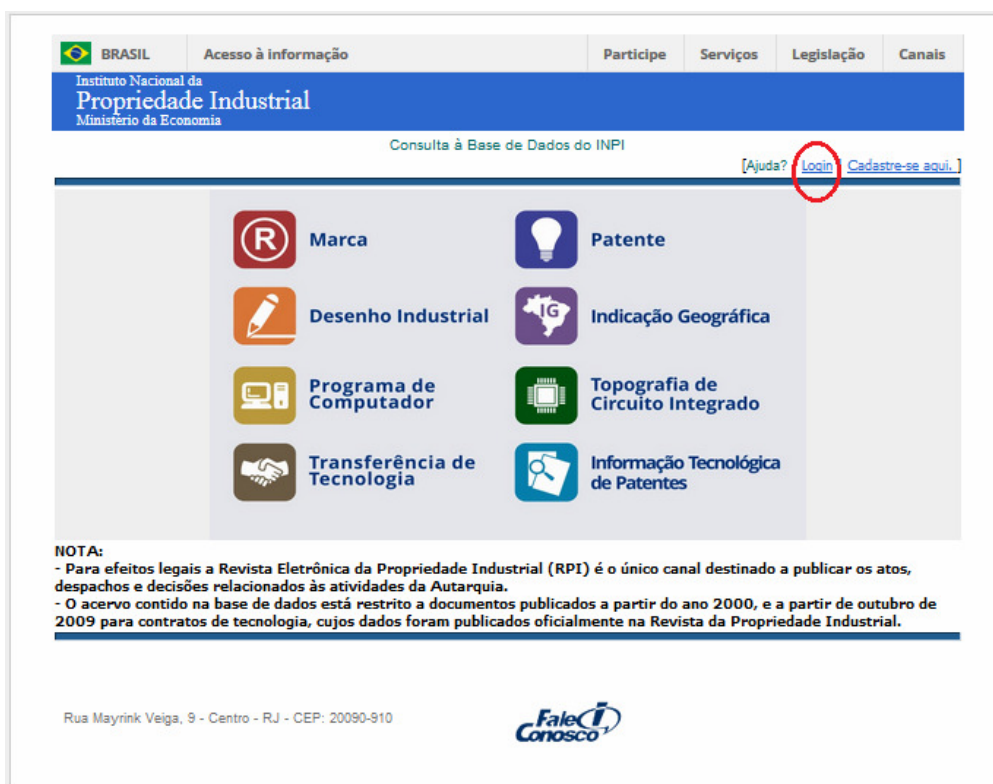 BRASIL Acesso à informação Participe Serviços Legislação Canais
Instituto Nacional da
Propriedade Industrial
Ministério da Economia
Consulta à Base de Dados do INPI
[Ajuda? Login | Cadastre-se aqui. ]
R Marca Patente
Desenho Industrial IG Indicação Geográfica
Programa de Computador
Topografia de Circuito Integrado
Transferência de Tecnologia
Informação Tecnológica de Patentes
NOTA:
- Para efeitos legais a Revista Eletrônica da Propriedade Industrial (RPI) é o único canal destinado a publicar os atos,
despachos e decisões relacionados às atividades da Autarquia.
- O acervo contido na base de dados está restrito a documentos publicados a partir do ano 2000, e a partir de outubro de
2009 para contratos de tecnologia, cujos dados foram publicados oficialmente na Revista da Propriedade Industrial.
Rua Mayrink Veiga, 9 - Centro - RJ - CEP: 20090-910
Fale
Conosco
i